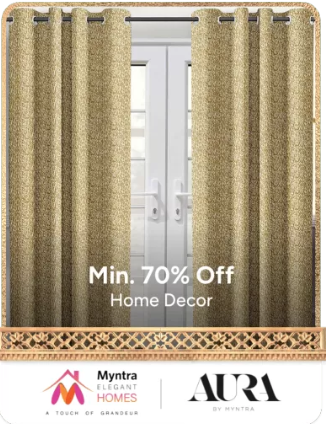 Min. 70% Off
Home Decor
Myntra
ELEGANT
HOMES
A TOUCH OF GRANDEUR
AURA
BY MYNTRA